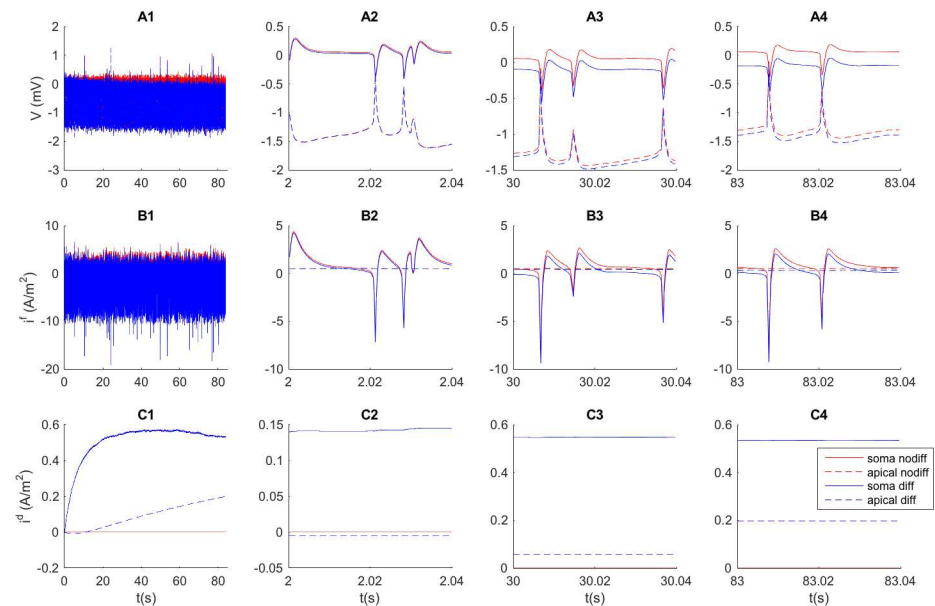 A1
A2
A3
A4
V (mV)
3
2
1
0
-1
-2
-3
0 20 40 60 80
0.5
0
-0.5
-1
-1.5
-2
2 2.02 2.04
0.5
0
-0.5
-1
-1.5
30 30.02 30.04
0.5
0
-0.5
-1
-1.5
-2
83 83.02 83.04
B1
B2
B3
B4
i^f (A/m²)
10
0
-10
-20
0 20 40 60 80
5
0
-5
-10
2 2.02 2.04
5
0
-5
-10
30 30.02 30.04
5
0
-5
-10
83 83.02 83.04
C1
C2
C3
C4
i^d (A/m²)
0.6
0.4
0.2
0
-0.2
0 20 40 60 80
t(s)
0.15
0.1
0.05
0
-0.05
2 2.02 2.04
t(s)
0.6
0.4
0.2
0
30 30.02 30.04
t(s)
0.6
0.4
0.2
0
83 83.02 83.04
t(s)
soma nodiff
apical nodiff
soma diff
apical diff